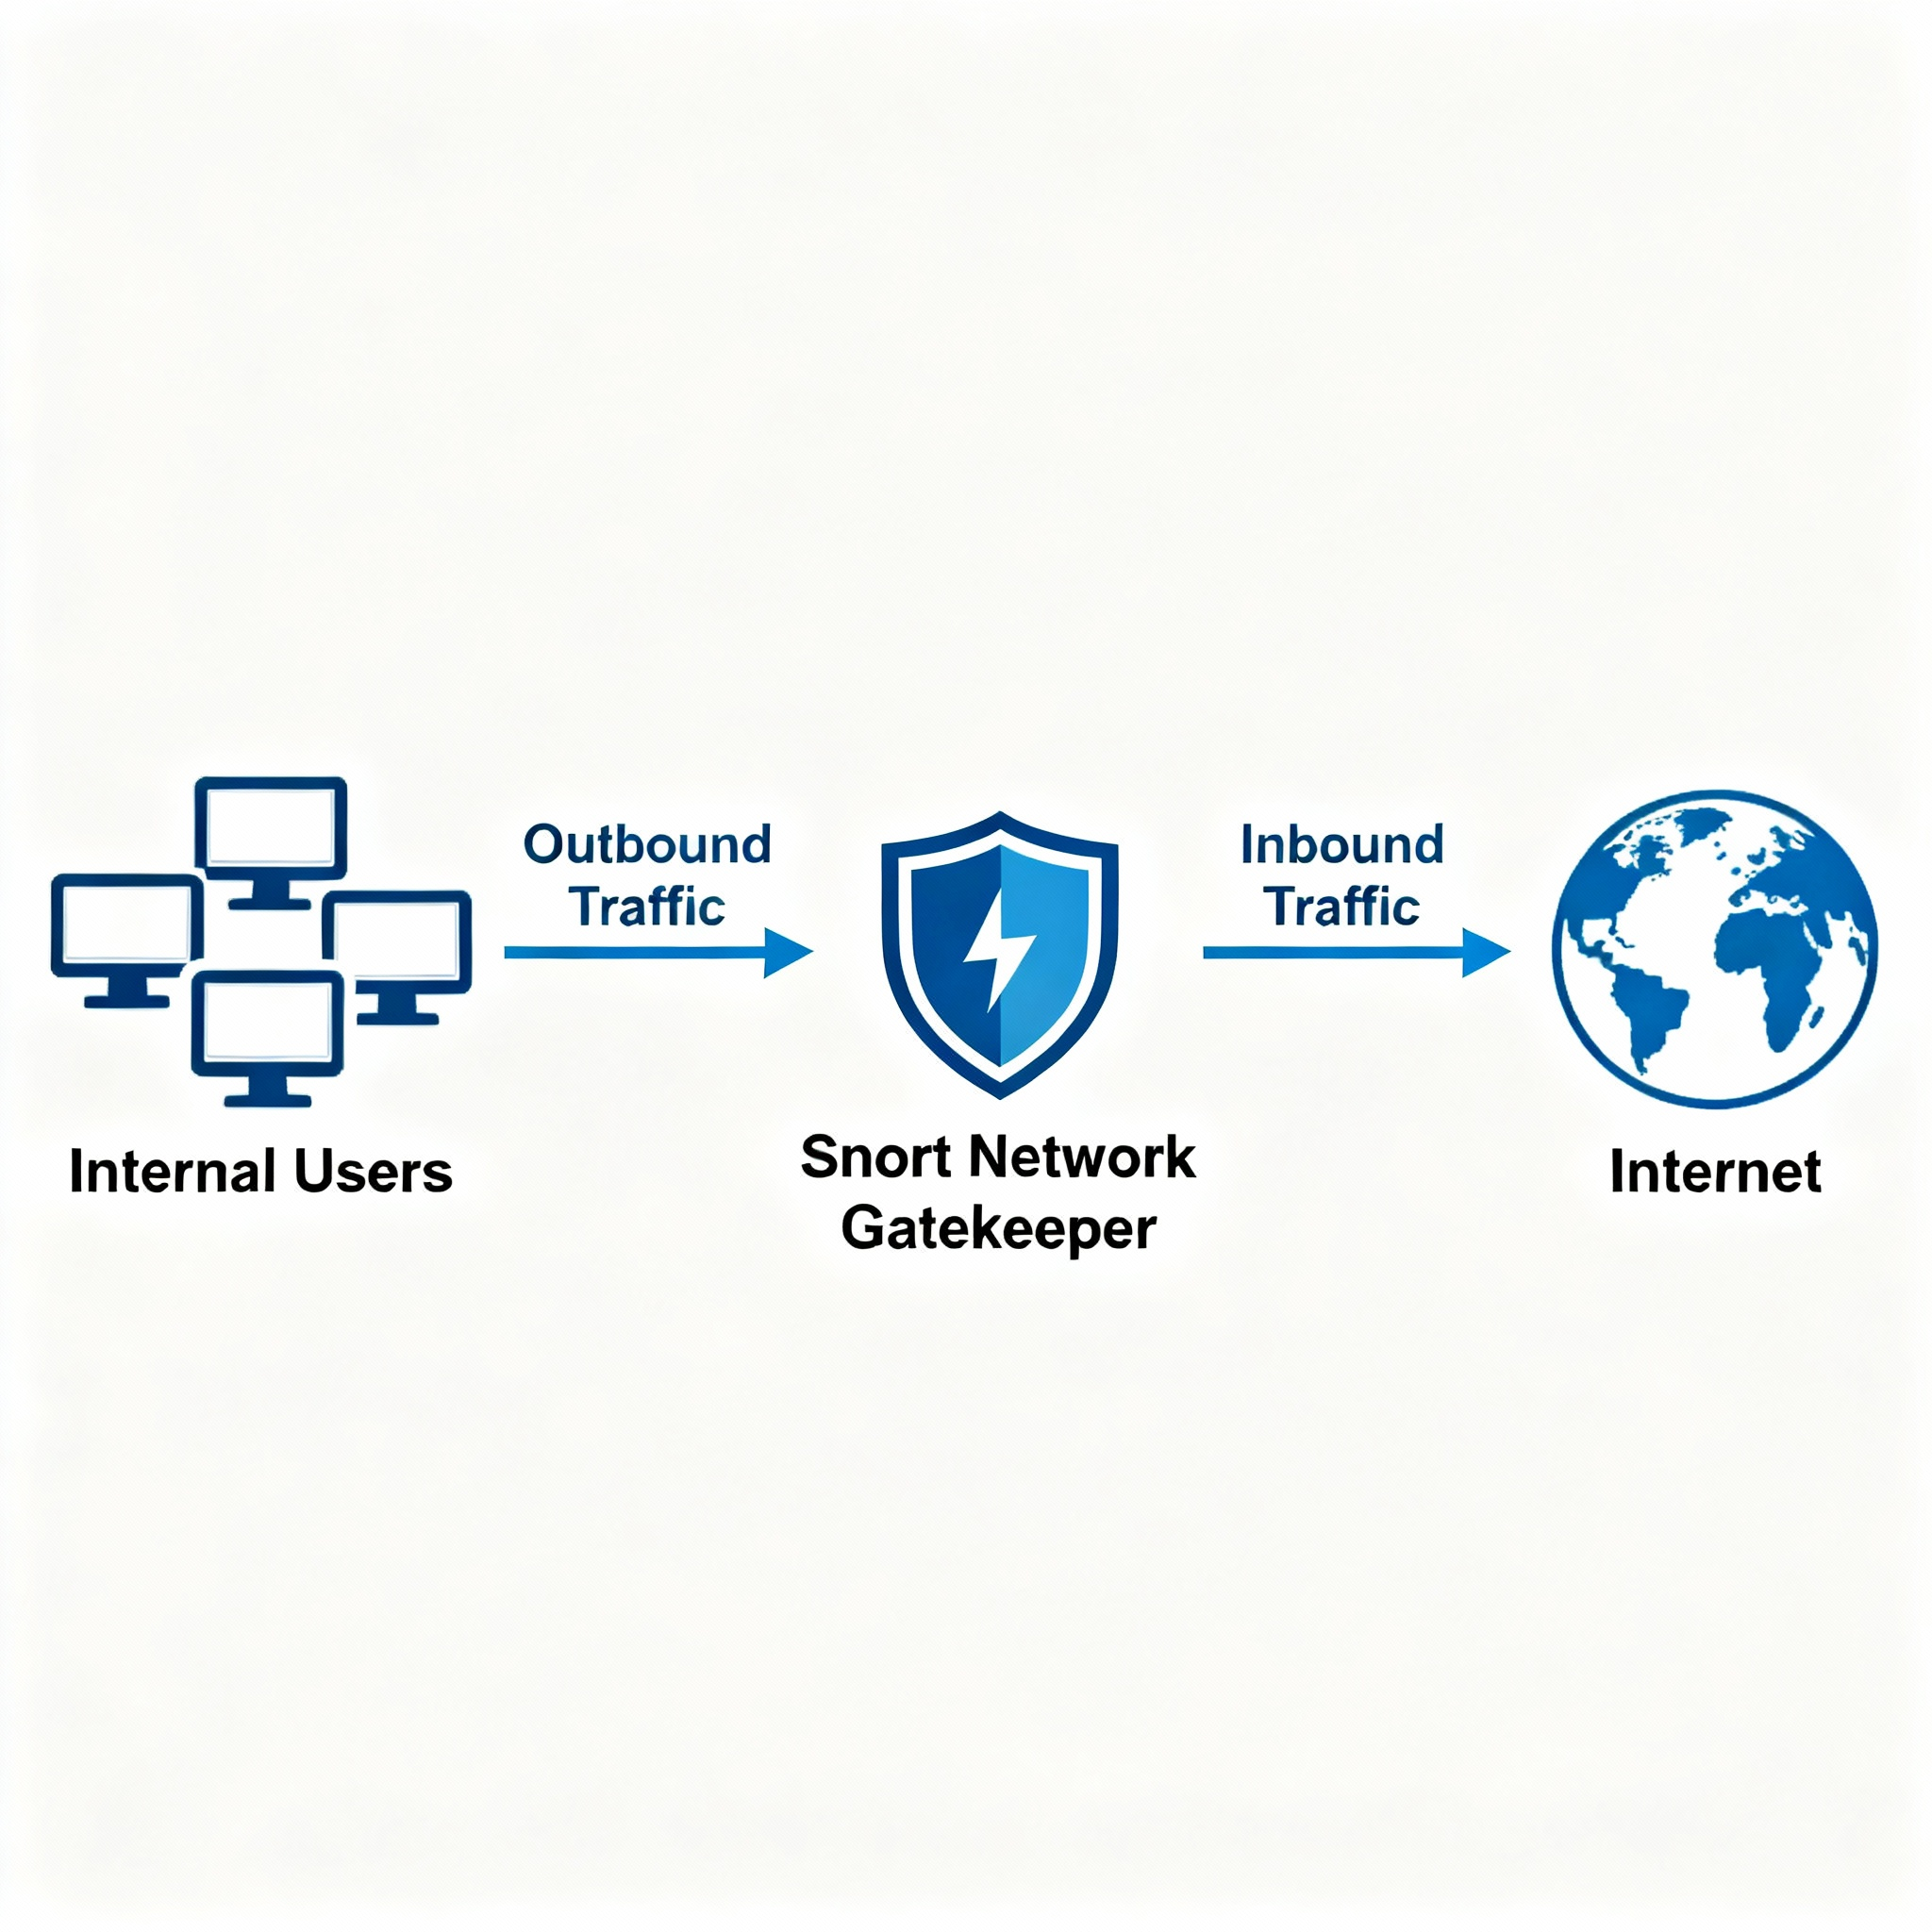 Outbound
Traffic
Inbound
Traffic
Internal Users
Snort Network
Gatekeeper
Internet